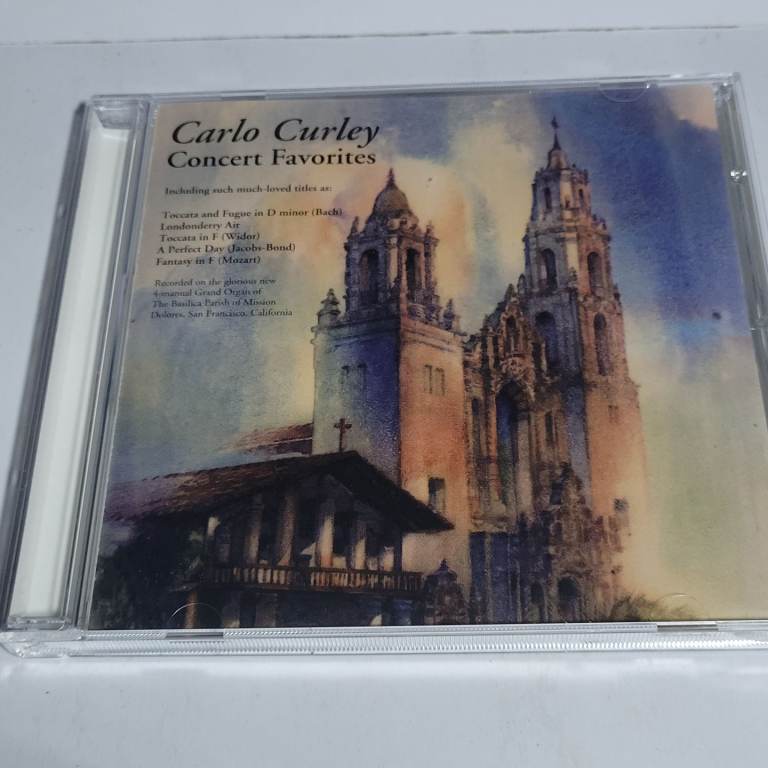 Carlo Curley
Concert Favorites
Including such much-loved titles as:
Toccata and Fugue in D minor (Bach)
Londonderry Air
Toccata in F (Widor)
A Perfect Day (Jacobs-Bond)
Fantasy in F (Mozart)
Recorded on the glorious new
4-manual Grand Organ of
The Basilica Parish of Mission
Dolores, San Francisco, California